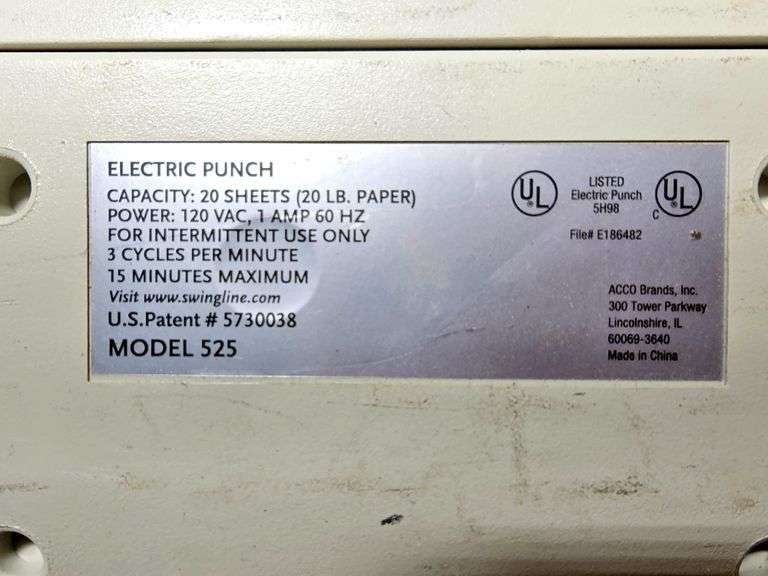 ELECTRIC PUNCH
CAPACITY: 20 SHEETS (20 LB. PAPER)
POWER: 120 VAC, 1 AMP 60 HZ
FOR INTERMITTENT USE ONLY
3 CYCLES PER MINUTE
15 MINUTES MAXIMUM
Visit www.swingline.com
U.S.Patent # 5730038
MODEL 525
UL
LISTED
Electric Punch
5H98
C UL
File# E186482
ACCO Brands, Inc.
300 Tower Parkway
Lincolnshire, IL
60069-3640
Made in China